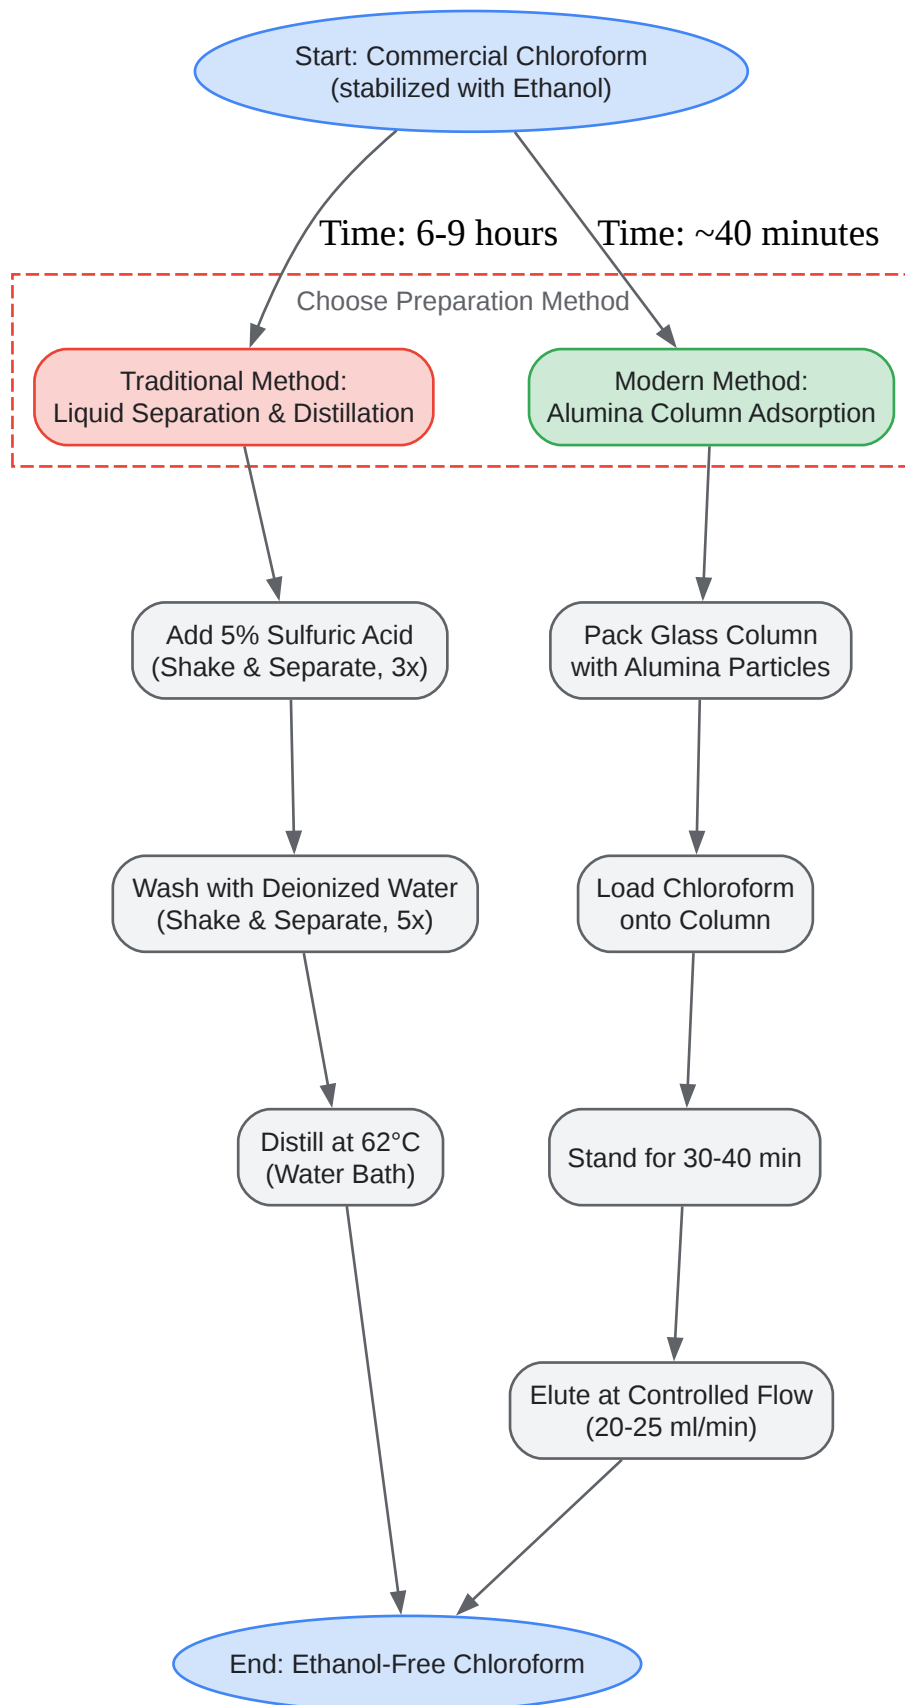 Start: Commercial Chloroform
(stabilized with Ethanol)
Time: 6-9 hours
Time: ~40 minutes
Choose Preparation Method
Traditional Method:
Liquid Separation & Distillation
Modern Method:
Alumina Column Adsorption
Add 5% Sulfuric Acid
(Shake & Separate, 3x)
Pack Glass Column
with Alumina Particles
Wash with Deionized Water
(Shake & Separate, 5x)
Load Chloroform
onto Column
Distill at 62°C
(Water Bath)
Stand for 30-40 min
Elute at Controlled Flow
(20-25 ml/min)
End: Ethanol-Free Chloroform